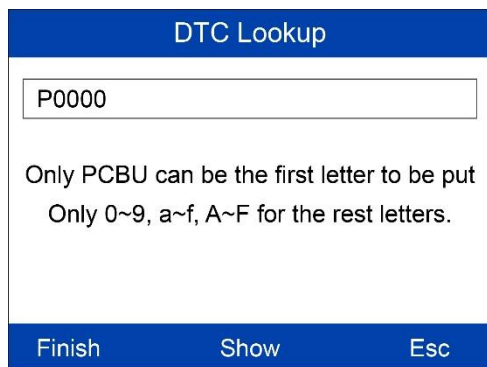 DTC Lookup
P0000
Only PCBU can be the first letter to be put
Only 0~9, a~f, A~F for the rest letters.
Finish Show Esc